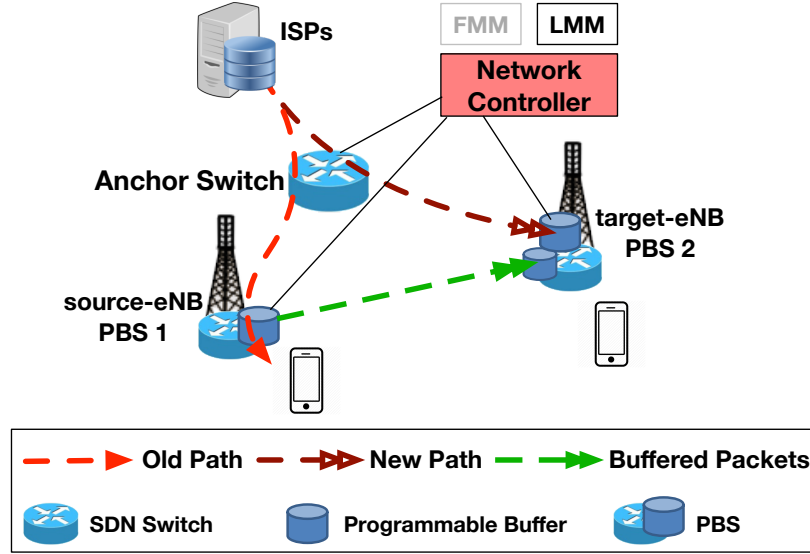 ISPs
FMM
LMM
Network
Controller
Anchor Switch
target-eNB
PBS 2
source-eNB
PBS 1
Old Path
New Path
Buffered Packets
SDN Switch
Programmable Buffer
PBS